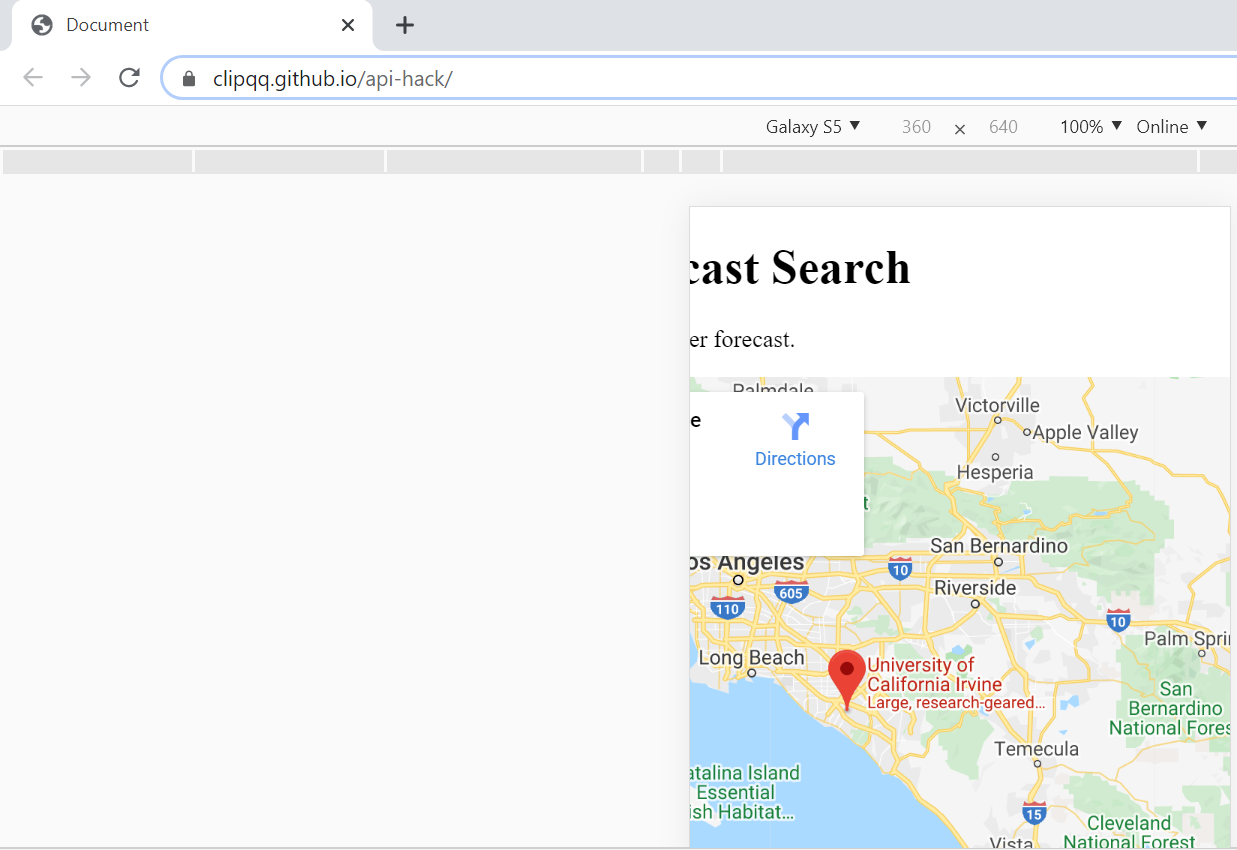 Document
clipqq.github.io/api-hack/
Galaxy S5 ▼ 360 × 640 100% ▼ Online ▼
cast Search
er forecast.
Palmdale
e
Directions
Victorville
Apple Valley
Hesperia
t
San Bernardino
os Angeles
10
605
Riverside
110
10
Palm Spri
Long Beach
University of
California Irvine
Large, research-geared...
San
Bernardino
National Fores
Temecula
atalina Island
Essential
ish Habitat...
15
Cleveland
National Forest
Vista